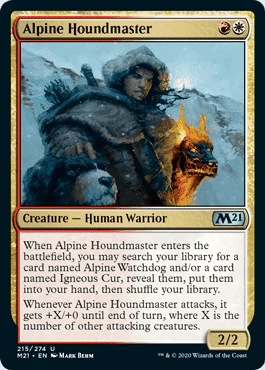 Alpine Houndmaster
Creature — Human Warrior
M21
When Alpine Houndmaster enters the
battlefield, you may search your library for a
card named Alpine Watchdog and/or a card
named Igneous Cur, reveal them, put them
into your hand, then shuffle your library.
Whenever Alpine Houndmaster attacks, it
gets +X/+0 until end of turn, where X is the
number of other attacking creatures.
2/2
215/274 U
M21 • EN Mark Behm
™ & © 2020 Wizards of the Coast